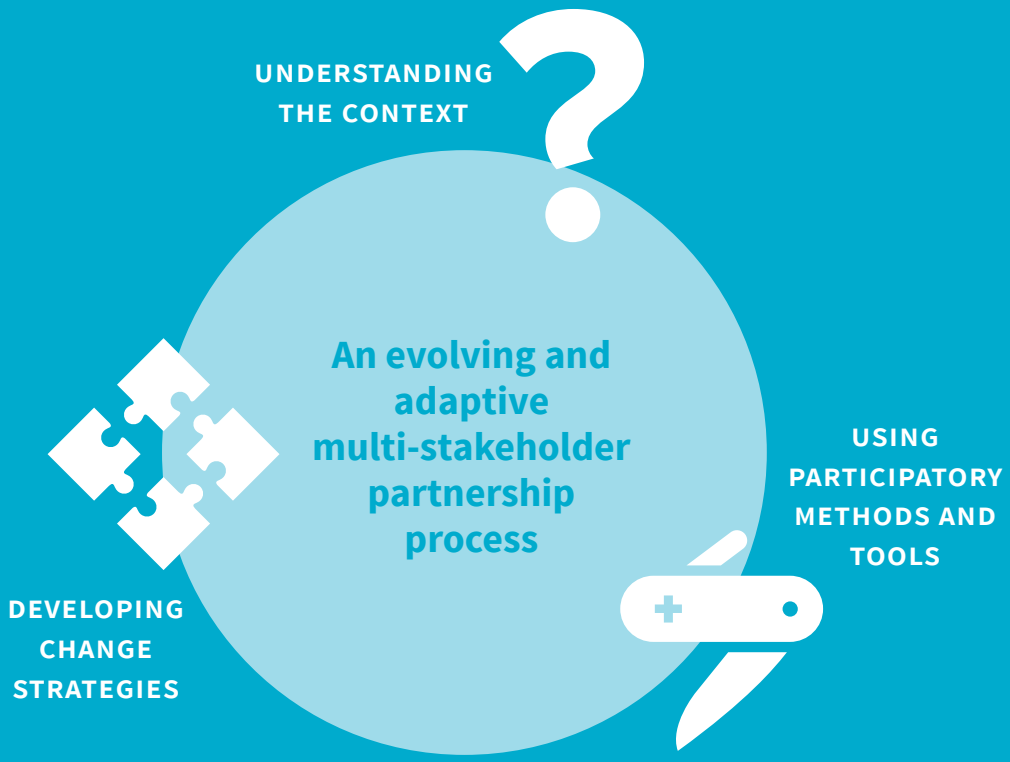 UNDERSTANDING
THE CONTEXT
An evolving and
adaptive
multi-stakeholder
partnership
process
USING
PARTICIPATORY
METHODS AND
TOOLS
DEVELOPING
CHANGE
STRATEGIES